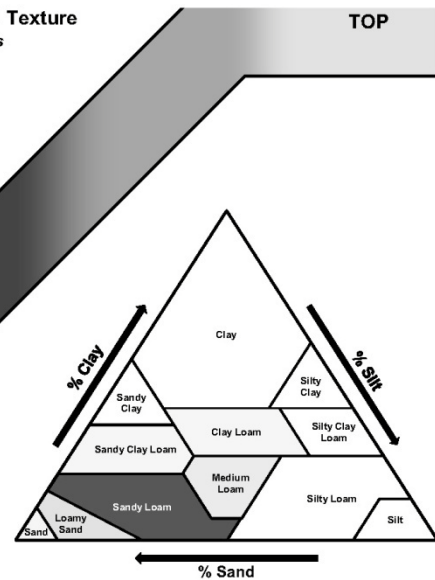 Texture
TOP
% Clay
% Silt
Clay
Silty
Clay
Sandy
Clay
Clay Loam
Silty Clay
Loam
Sandy Clay Loam
Medium
Loam
Sandy Loam
Silty Loam
Loamy
Sand
Sand
Silt
% Sand